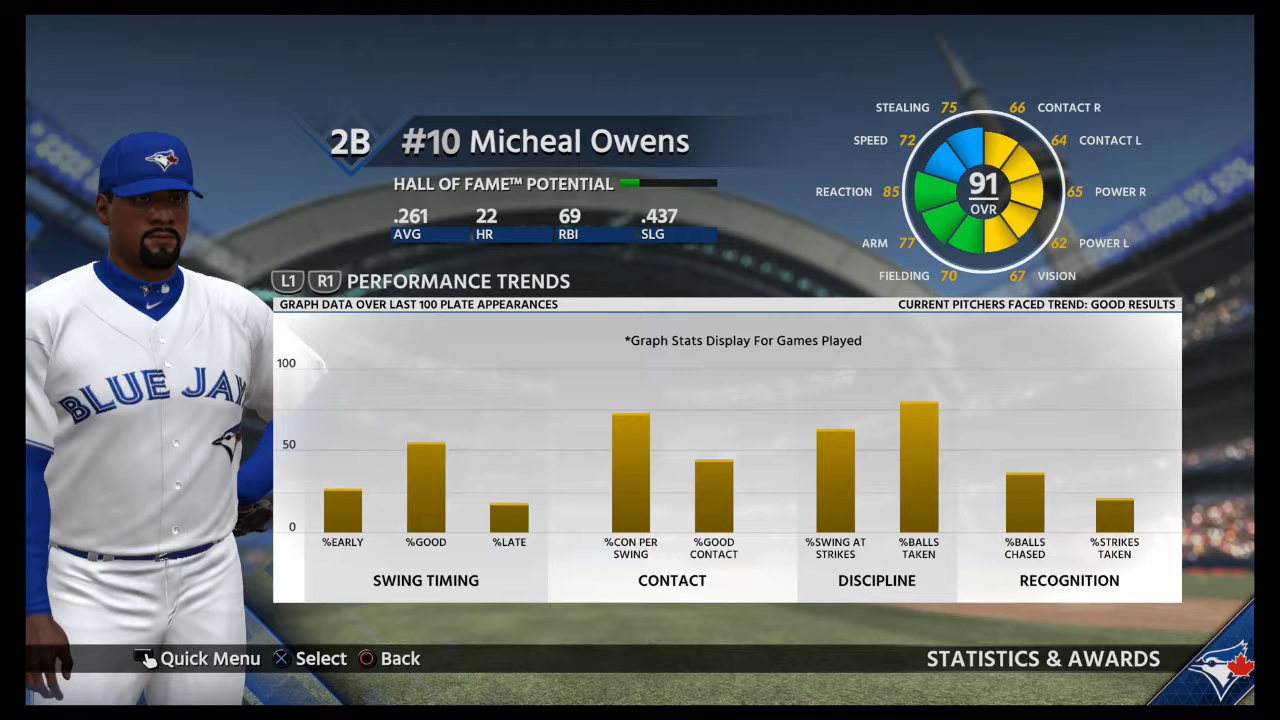 STEALING 75 66 CONTACT R
SPEED 72 64 CONTACT L
2B #10 Micheal Owens
HALL OF FAME™ POTENTIAL
REACTION 85 91 65 POWER R
OVR
.261 22 69 .437
AVG HR RBI SLG
ARM 77 62 POWER L
FIELDING 70 67 VISION
L1 R1 PERFORMANCE TRENDS
GRAPH DATA OVER LAST 100 PLATE APPEARANCES CURRENT PITCHERS FACED TREND: GOOD RESULTS
*Graph Stats Display For Games Played
100
50
0
%EARLY %GOOD %LATE %CON PER SWING %GOOD CONTACT %SWING AT STRIKES %BALLS TAKEN %BALLS CHASED %STRIKES TAKEN
SWING TIMING CONTACT DISCIPLINE RECOGNITION
BLUE JAY
Quick Menu Select Back
STATISTICS & AWARDS